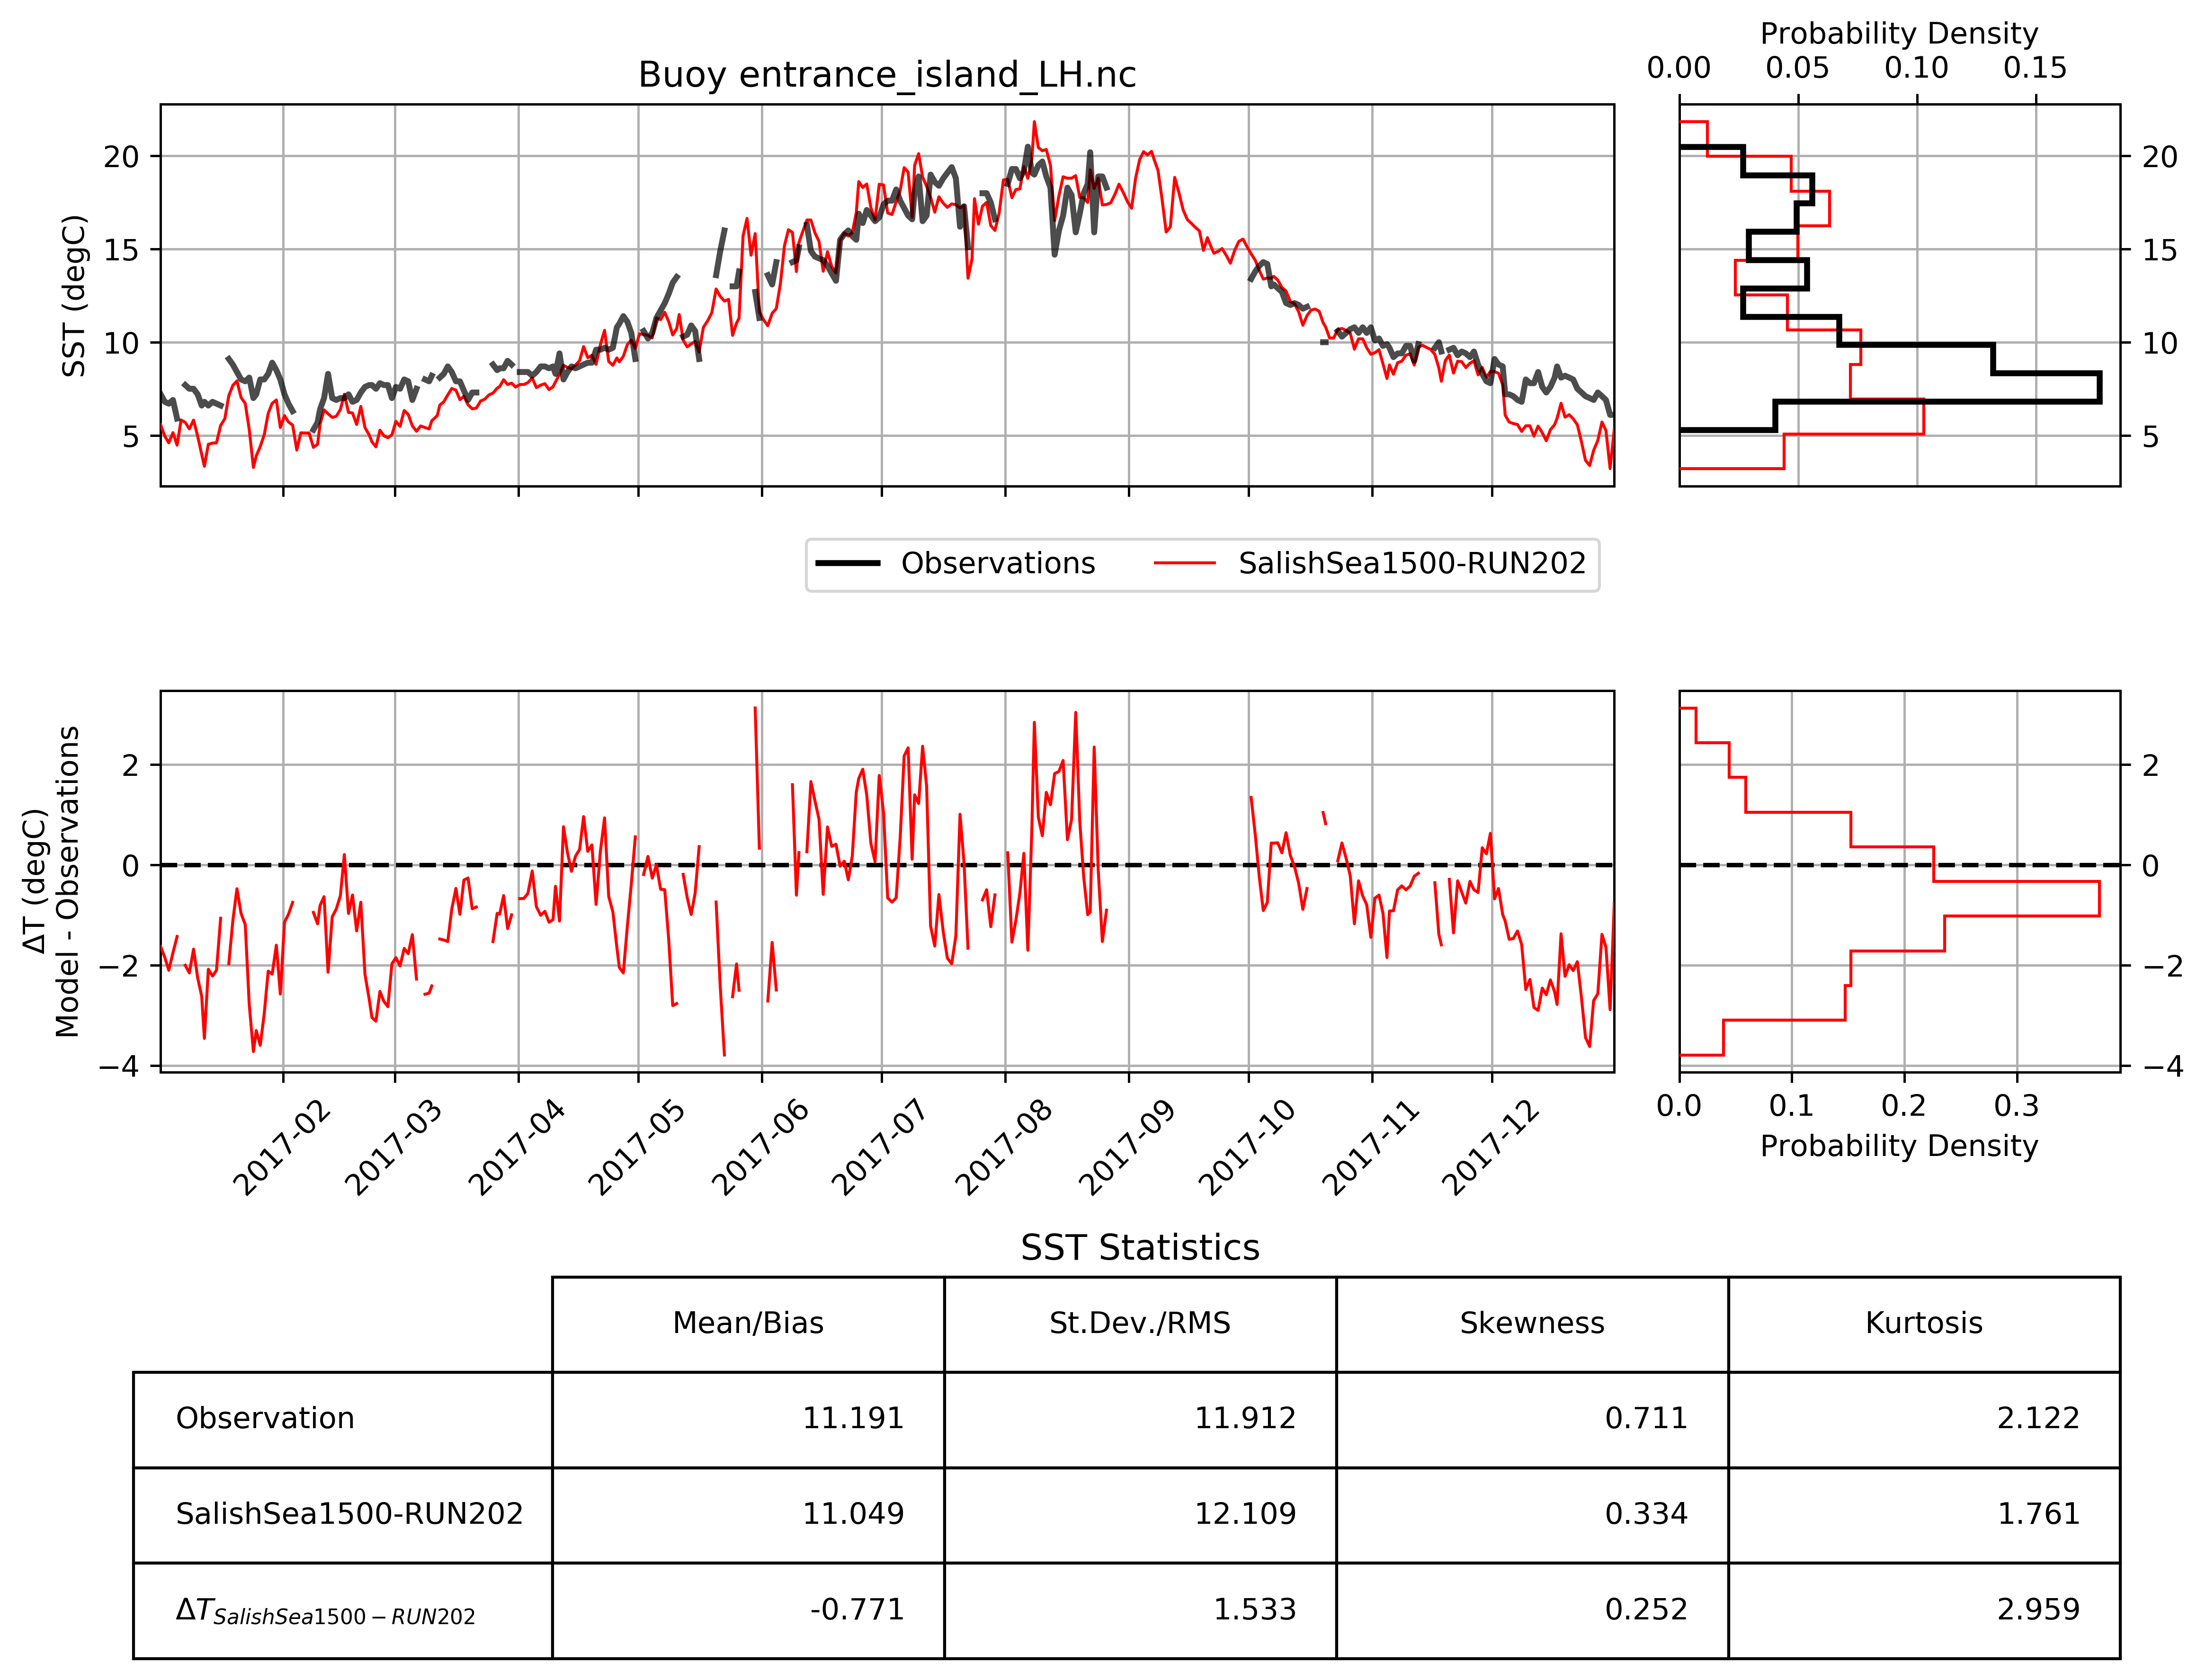 Probability Density
0.00 0.05 0.10 0.15
Buoy entrance_island_LH.nc
SST (degC)
20
15
10
5
20
15
10
5
Observations SalishSea1500-RUN202
ΔT (degC)
Model - Observations
2
0
−2
−4
2
0
−2
−4
2017-02 2017-03 2017-04 2017-05 2017-06 2017-07 2017-08 2017-09 2017-10 2017-11 2017-12
0.0 0.1 0.2 0.3
Probability Density
SST Statistics
Mean/Bias St.Dev./RMS Skewness Kurtosis
Observation 11.191 11.912 0.711 2.122
SalishSea1500-RUN202 11.049 12.109 0.334 1.761
ΔT SalishSea1500−RUN202 -0.771 1.533 0.252 2.959